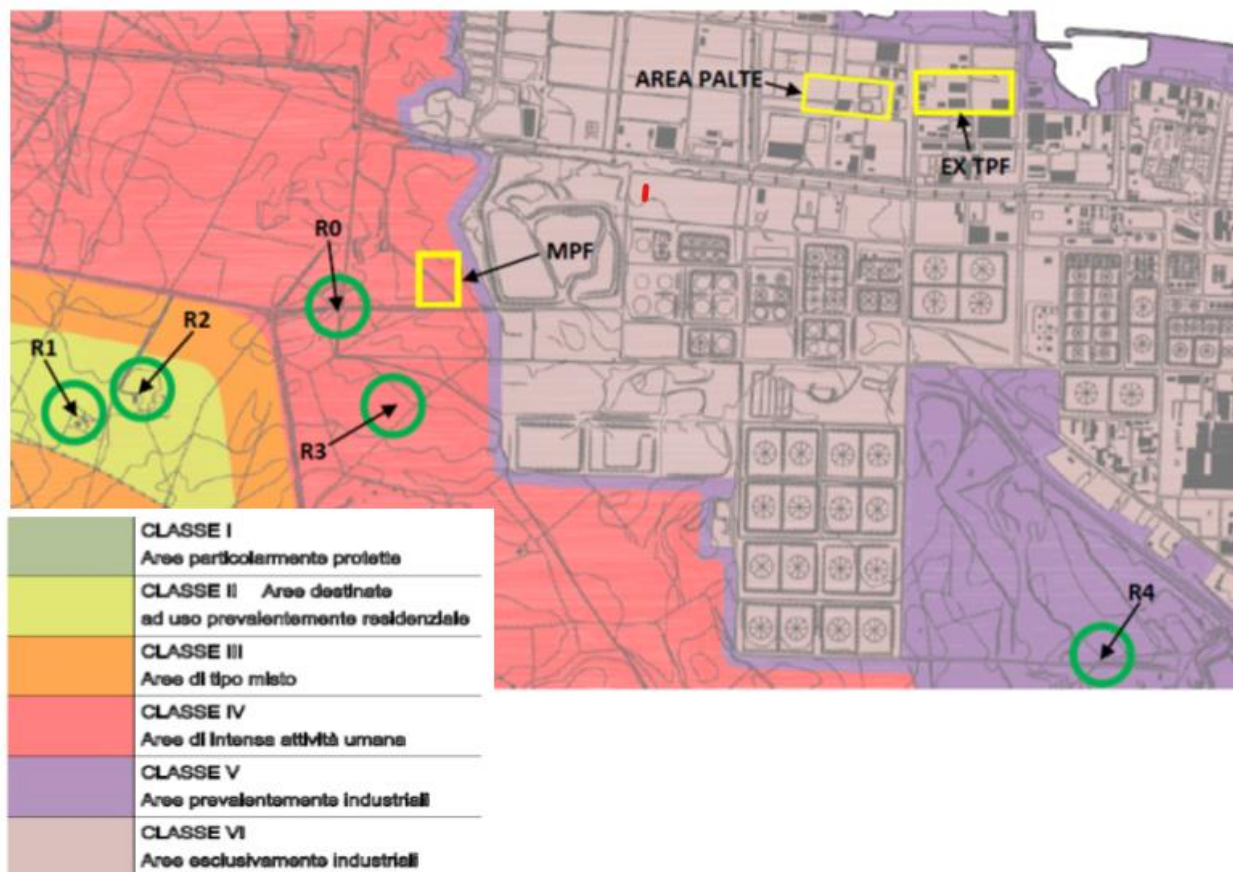 AREA PALTE
EX TPF
R0
MPF
R2
R1
R3
R4
CLASSE I
Aree particolarmente protette
CLASSE II Aree destinate
ad uso prevalentemente residenziale
CLASSE III
Aree di tipo misto
CLASSE IV
Aree di intensa attività umana
CLASSE V
Aree prevalentemente industriali
CLASSE VI
Aree esclusivamente industriali